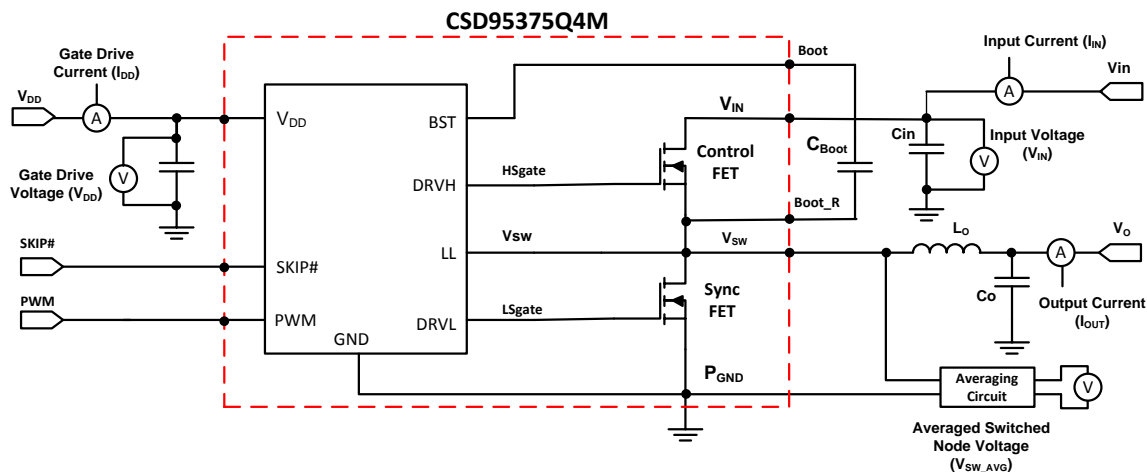 CSD95375Q4M
Gate Drive
Current (IDD)
VDD
A
V
Gate Drive
Voltage (VDD)
SKIP#
PWM
VDD
BST
DRVH
LL
DRVL
SKIP#
PWM
GND
HSgate
Vsw
LSgate
Control
FET
Sync
FET
VIN
VSW
PGND
Boot
CBoot
Boot_R
Input Current (IIN)
Vin
A
Cin
V
Input Voltage
(VIN)
LO
VO
A
Co
Output Current
(IOUT)
Averaging
Circuit
V
Averaged Switched
Node Voltage
(VSW_AVG)